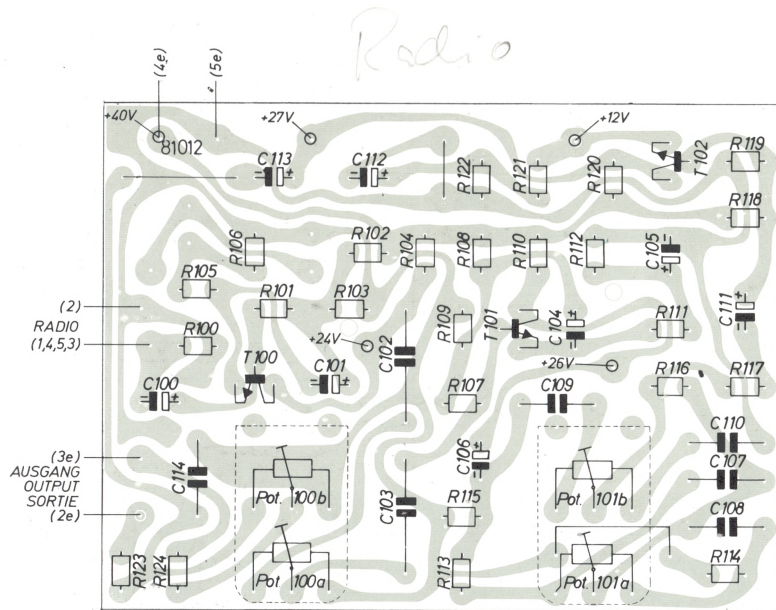 Radio
(4e)
(5e)
+40V
+27V
+12V
81012
C113
C112
R122
R121
R120
T102
R119
R118
R106
R102
R104
R108
R110
R112
C105
R105
R101
R103
(2)
RADIO
(1,4,5,3)
R109
T101
C104
R111
C111
R100
+24V
C102
T100
C101
+26V
C100
R107
C109
R116
R117
(3e)
AUSGANG
OUTPUT
SORTIE
(2e)
C114
C103
C106
C110
C107
C108
Pot. 100b
Pot. 101b
R115
R123
R124
Pot. 100a
R113
Pot. 101a
R114